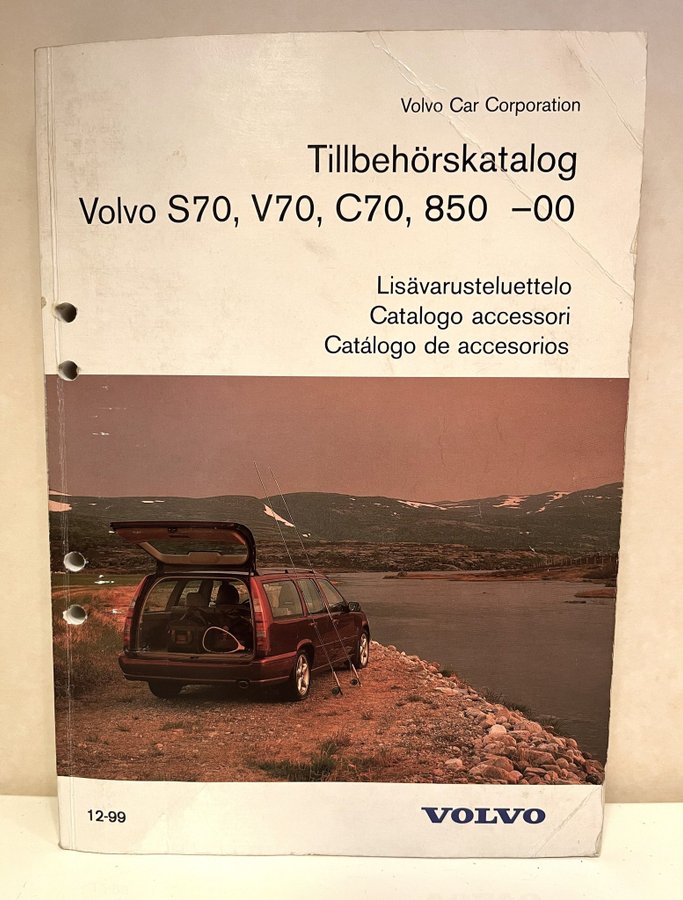 Volvo Car Corporation
Tillbehörskatalog
Volvo S70, V70, C70, 850 –00
Lisävarusteluettelo
Catalogo accessori
Catálogo de accesorios
12-99
VOLVO